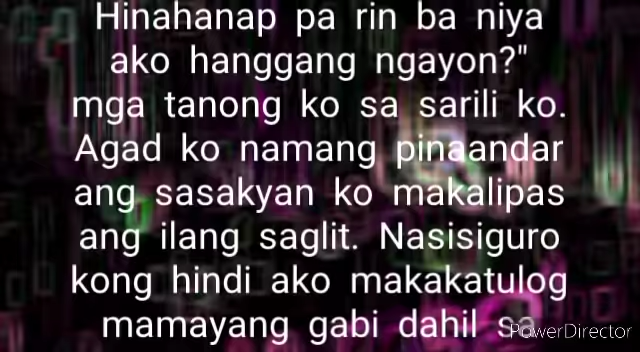 Hinahanap pa rin ba niya
ako hanggang ngayon?"
mga tanong ko sa sarili ko.
Agad ko namang pinaandar
ang sasakyan ko makalipas
ang ilang saglit. Nasisiguro
kong hindi ako makakatulog
mamayang gabi dahil sa
PowerDirector